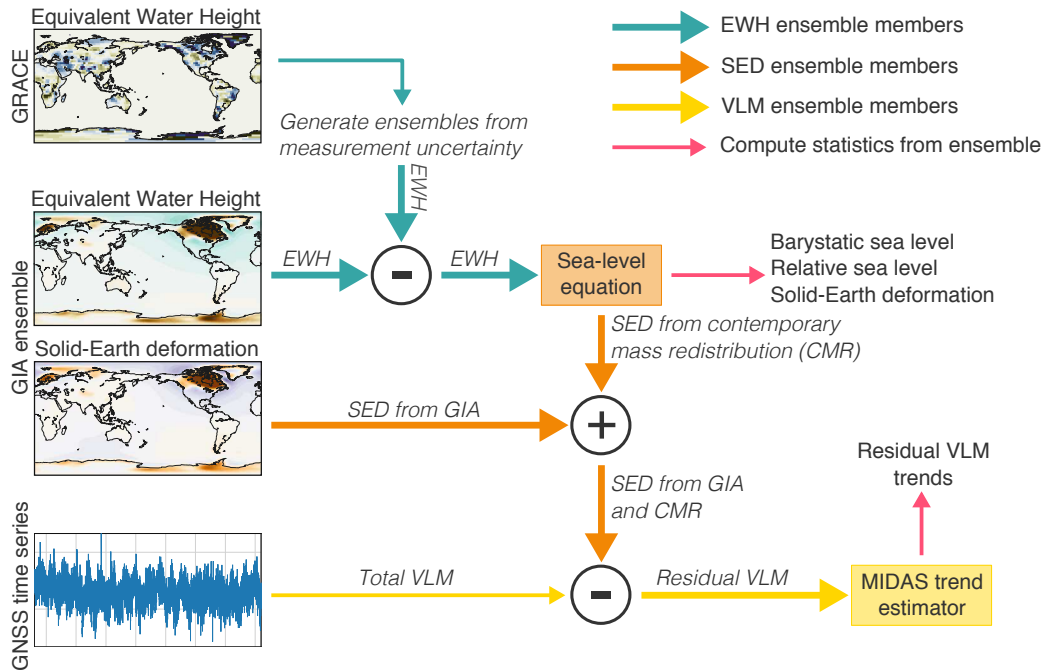 Equivalent Water Height
GRACE
Generate ensembles from
measurement uncertainty
EWH
EWH ensemble members
SED ensemble members
VLM ensemble members
Compute statistics from ensemble
GIA ensemble
Equivalent Water Height
EWH
-
EWH
Sea-level
equation
Barystatic sea level
Relative sea level
Solid-Earth deformation
SED from contemporary
mass redistribution (CMR)
Solid-Earth deformation
SED from GIA
+
SED from GIA
and CMR
Residual VLM
trends
GNSS time series
Total VLM
-
Residual VLM
MIDAS trend
estimator